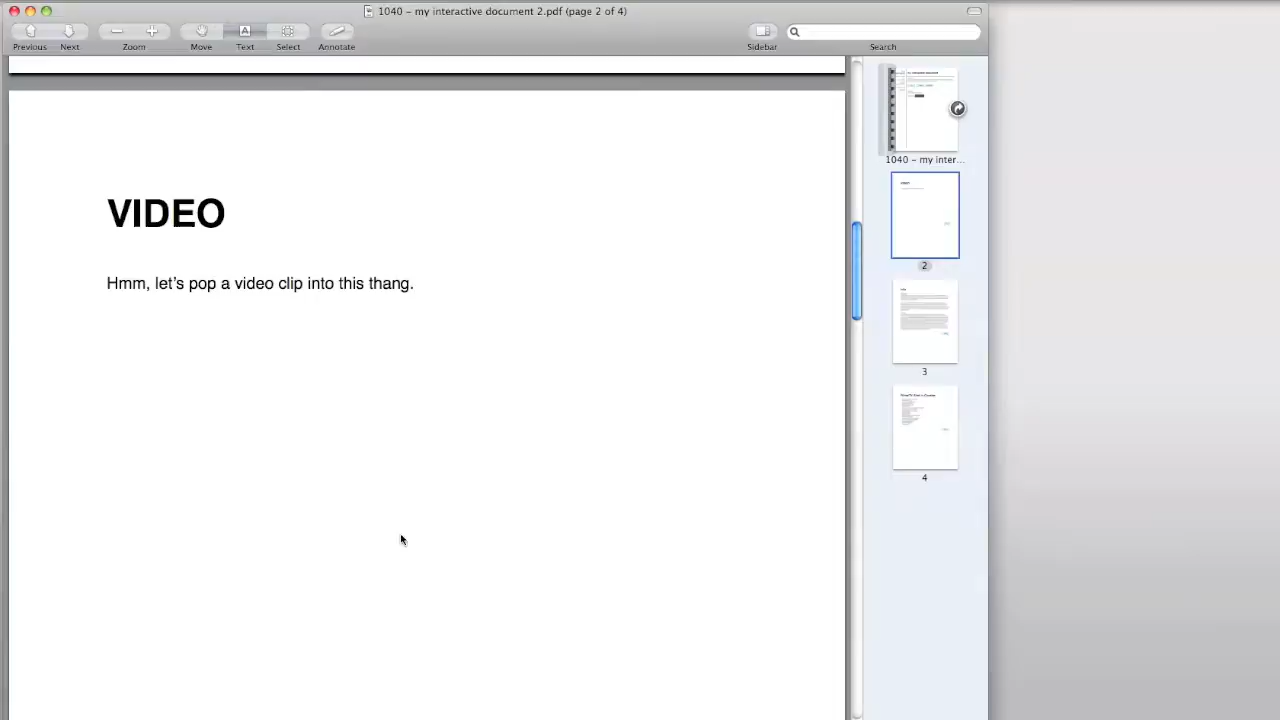 1040 – my interactive document 2.pdf (page 2 of 4)
Previous Next Zoom Move Text Select Annotate Sidebar Search
VIDEO
Hmm, let’s pop a video clip into this thang.
1040 – my inter...
2
3
4